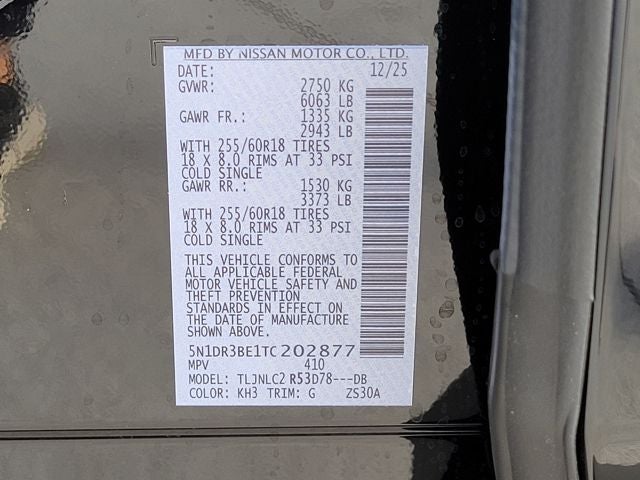 MFD BY NISSAN MOTOR CO., LTD.
DATE: 12/25
GVWR: 2750 KG
6063 LB
GAWR FR.: 1335 KG
2943 LB
WITH 255/60R18 TIRES
18 X 8.0 RIMS AT 33 PSI
COLD SINGLE
GAWR RR.: 1530 KG
3373 LB
WITH 255/60R18 TIRES
18 X 8.0 RIMS AT 33 PSI
COLD SINGLE
THIS VEHICLE CONFORMS TO
ALL APPLICABLE FEDERAL
MOTOR VEHICLE SAFETY AND
THEFT PREVENTION
STANDARDS IN EFFECT ON
THE DATE OF MANUFACTURE
SHOWN ABOVE.
5N1DR3BE1TC202877
MPV 410
MODEL: TLJNLC2 R53D78---DB
COLOR: KH3 TRIM: G ZS30A